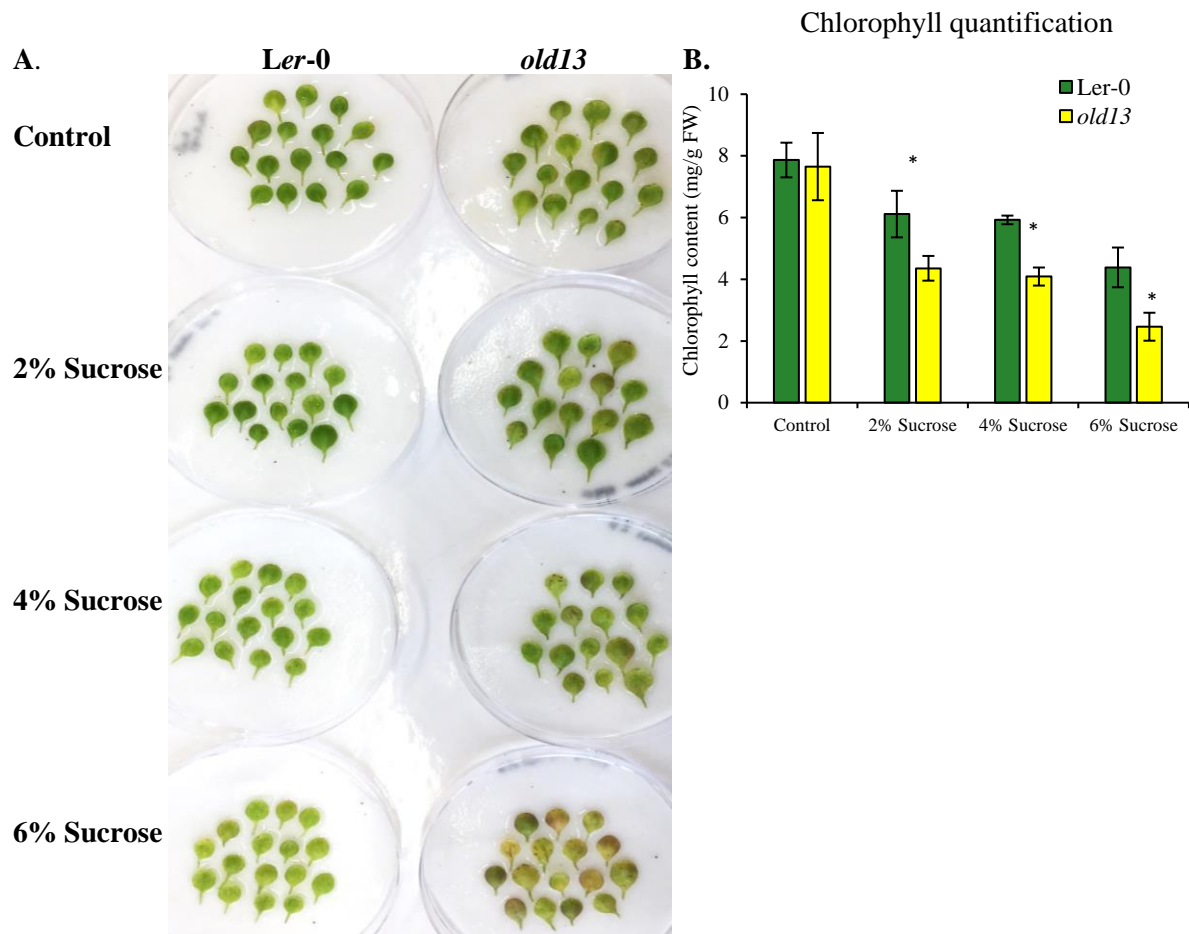 Chlorophyll quantification
A.
Ler-0
old13
B.
Control
2% Sucrose
4% Sucrose
6% Sucrose
Ler-0
old13
Chlorophyll content (mg/g FW)
10
8
6
4
2
0
*
*
*
Control
2% Sucrose
4% Sucrose
6% Sucrose